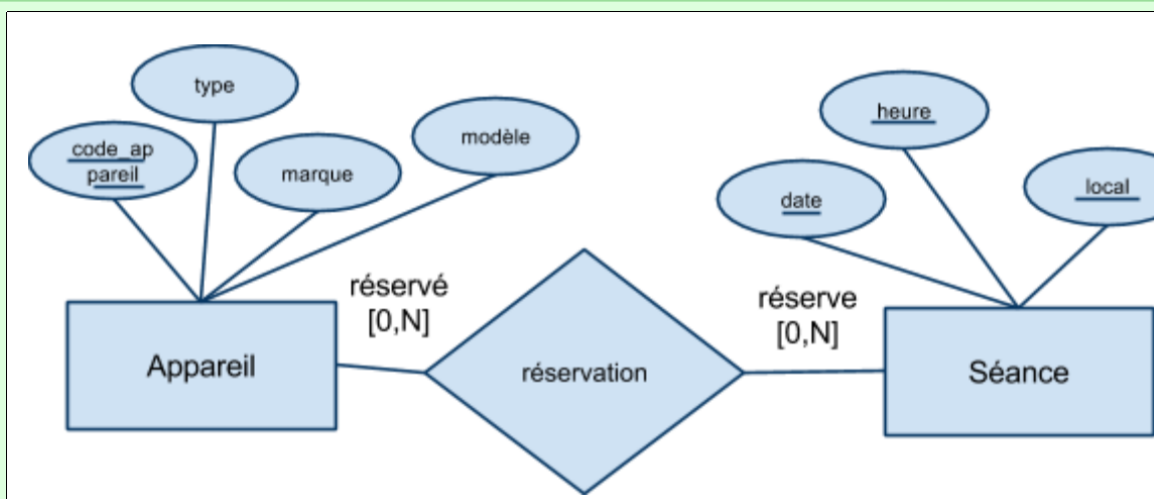 type
code_ap
pareil
marque
modèle
heure
date
local
réservé
[0,N]
réserve
[0,N]
Appareil
réservation
Séance